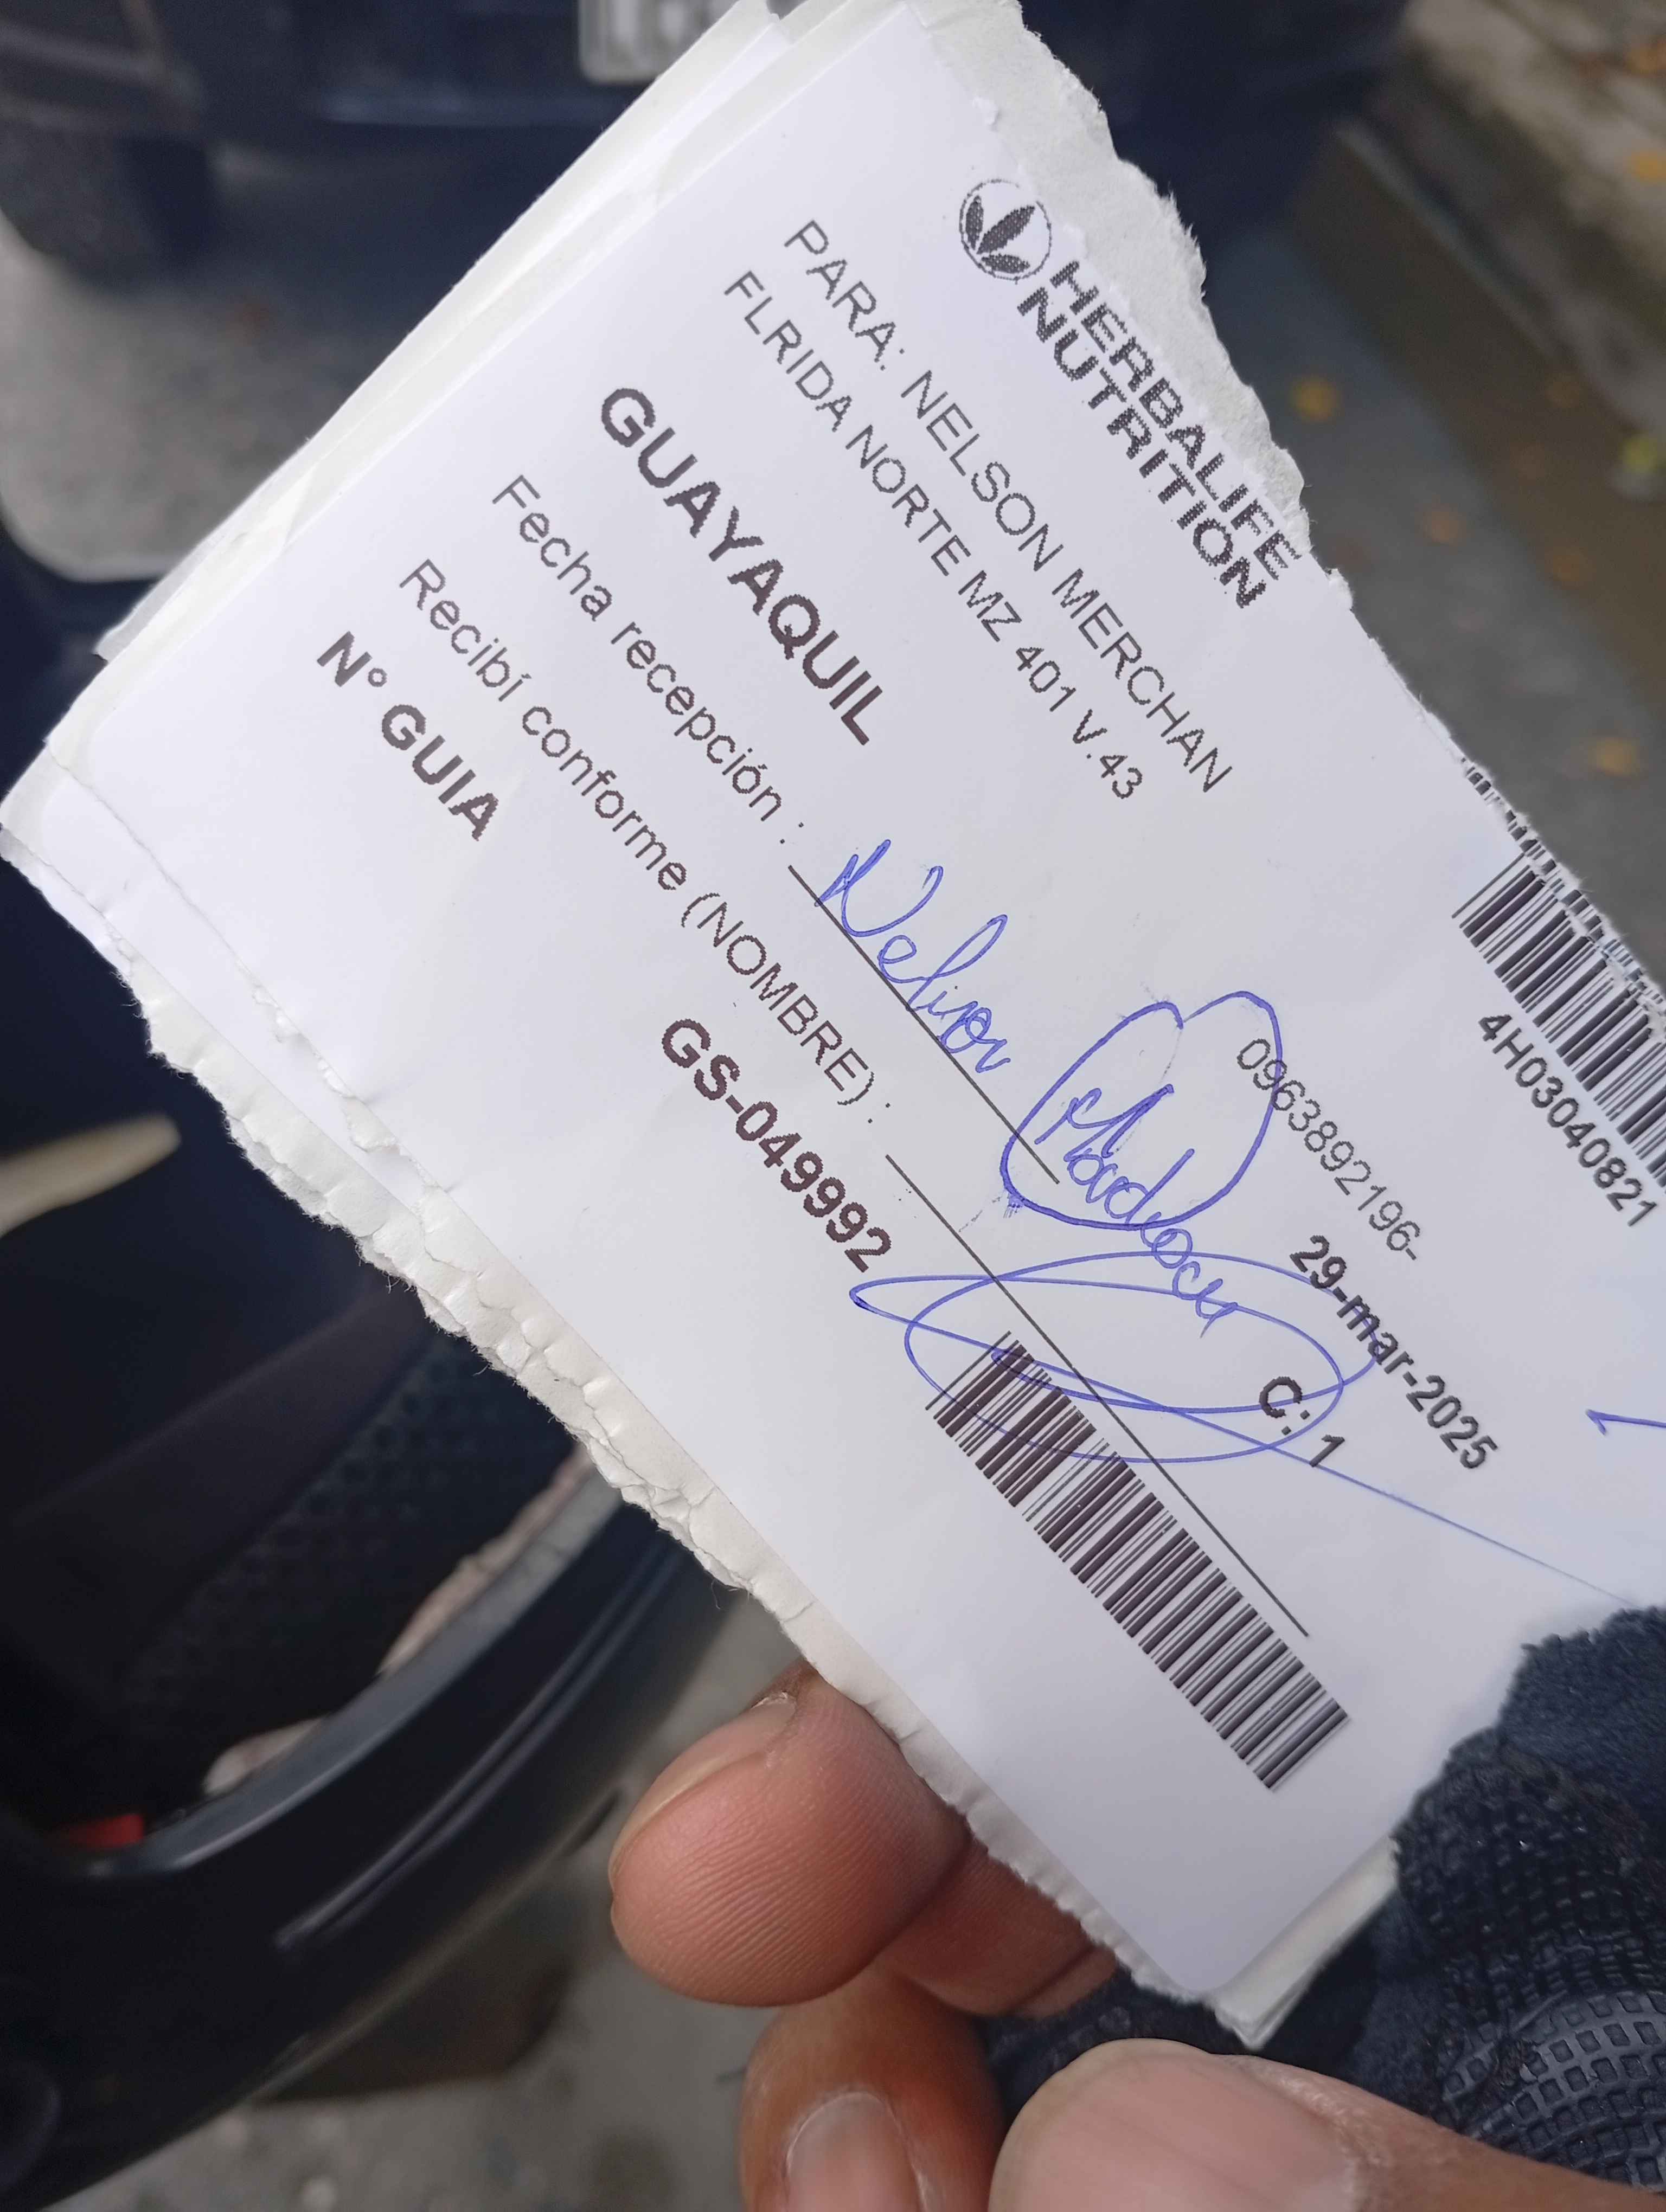 HERBALIFE
NUTRITION
4H03040821
PARA: NELSON MERCHAN
0963892196-
FLRIDA NORTE MZ 401 V.43
29-mar-2025
GUAYAQUIL
C: 1
Fecha recepción : Nelson
Recibí conforme (NOMBRE) :
N° GUIA GS-049992